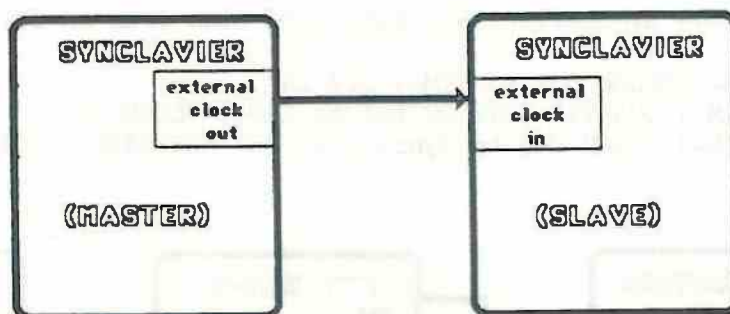 SYNCLAVIER
external
clock
out
(MASTER)
SYNCLAVIER
external
clock
in
(SLAVE)